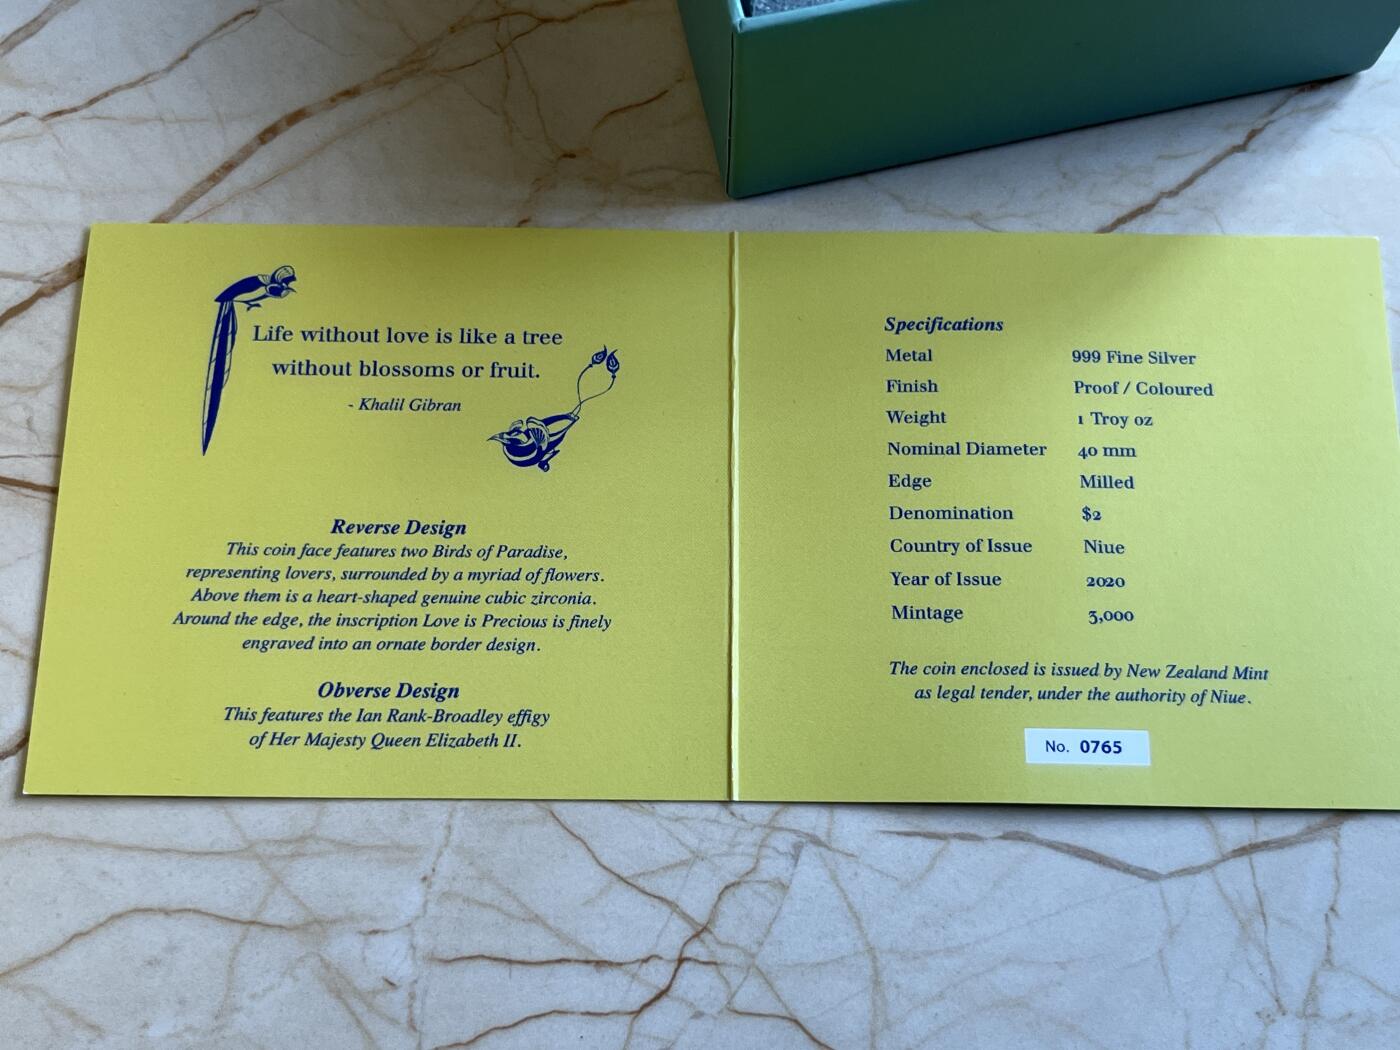 Life without love is like a tree
without blossoms or fruit.
- Khalil Gibran
Reverse Design
This coin face features two Birds of Paradise,
representing lovers, surrounded by a myriad of flowers.
Above them is a heart-shaped genuine cubic zirconia.
Around the edge, the inscription Love is Precious is finely
engraved into an ornate border design.
Obverse Design
This features the Ian Rank-Broadley effigy
of Her Majesty Queen Elizabeth II.
Specifications
Metal 999 Fine Silver
Finish Proof / Coloured
Weight 1 Troy oz
Nominal Diameter 40 mm
Edge Milled
Denomination $2
Country of Issue Niue
Year of Issue 2020
Mintage 3,000
The coin enclosed is issued by New Zealand Mint
as legal tender, under the authority of Niue.
No. 0765